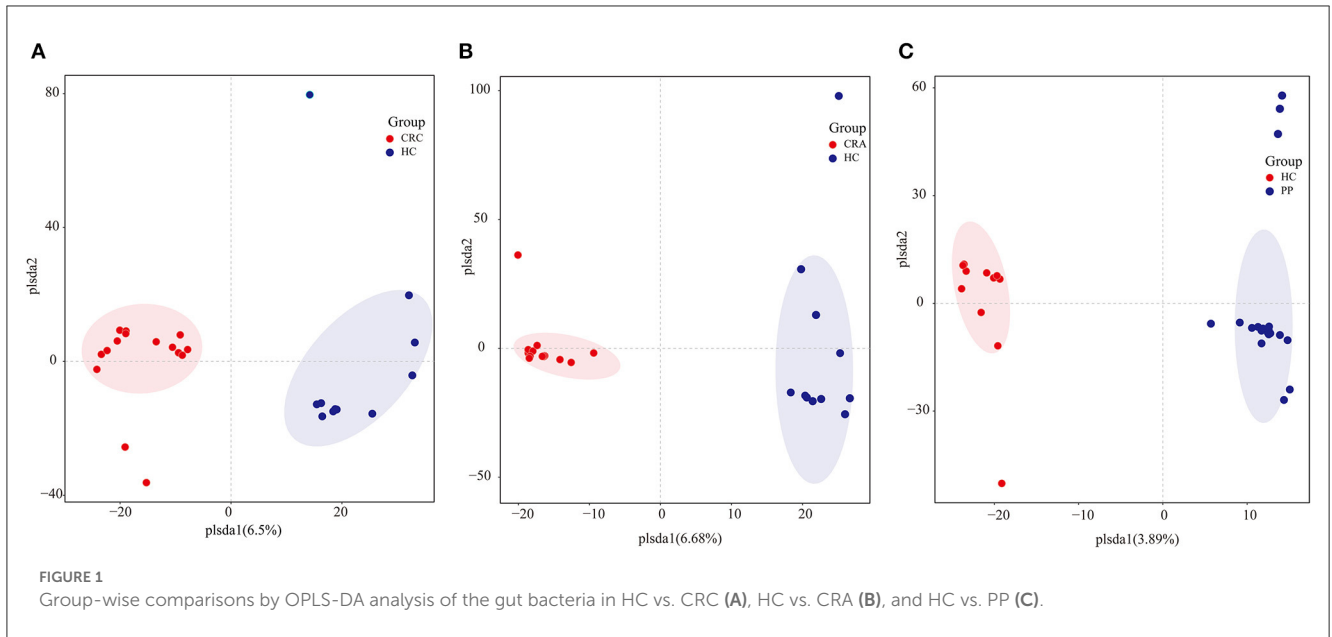 A
80
40
0
−40
plsda2
−20
0
20
plsda1(6.5%)
Group
CRC
HC
B
100
50
0
−50
plsda2
−20
−10
0
10
20
plsda1(6.68%)
Group
CRA
HC
C
60
30
0
−30
plsda2
−20
−10
0
10
plsda1(3.89%)
Group
HC
PP
FIGURE 1
Group-wise comparisons by OPLS-DA analysis of the gut bacteria in HC vs. CRC (A), HC vs. CRA (B), and HC vs. PP (C).